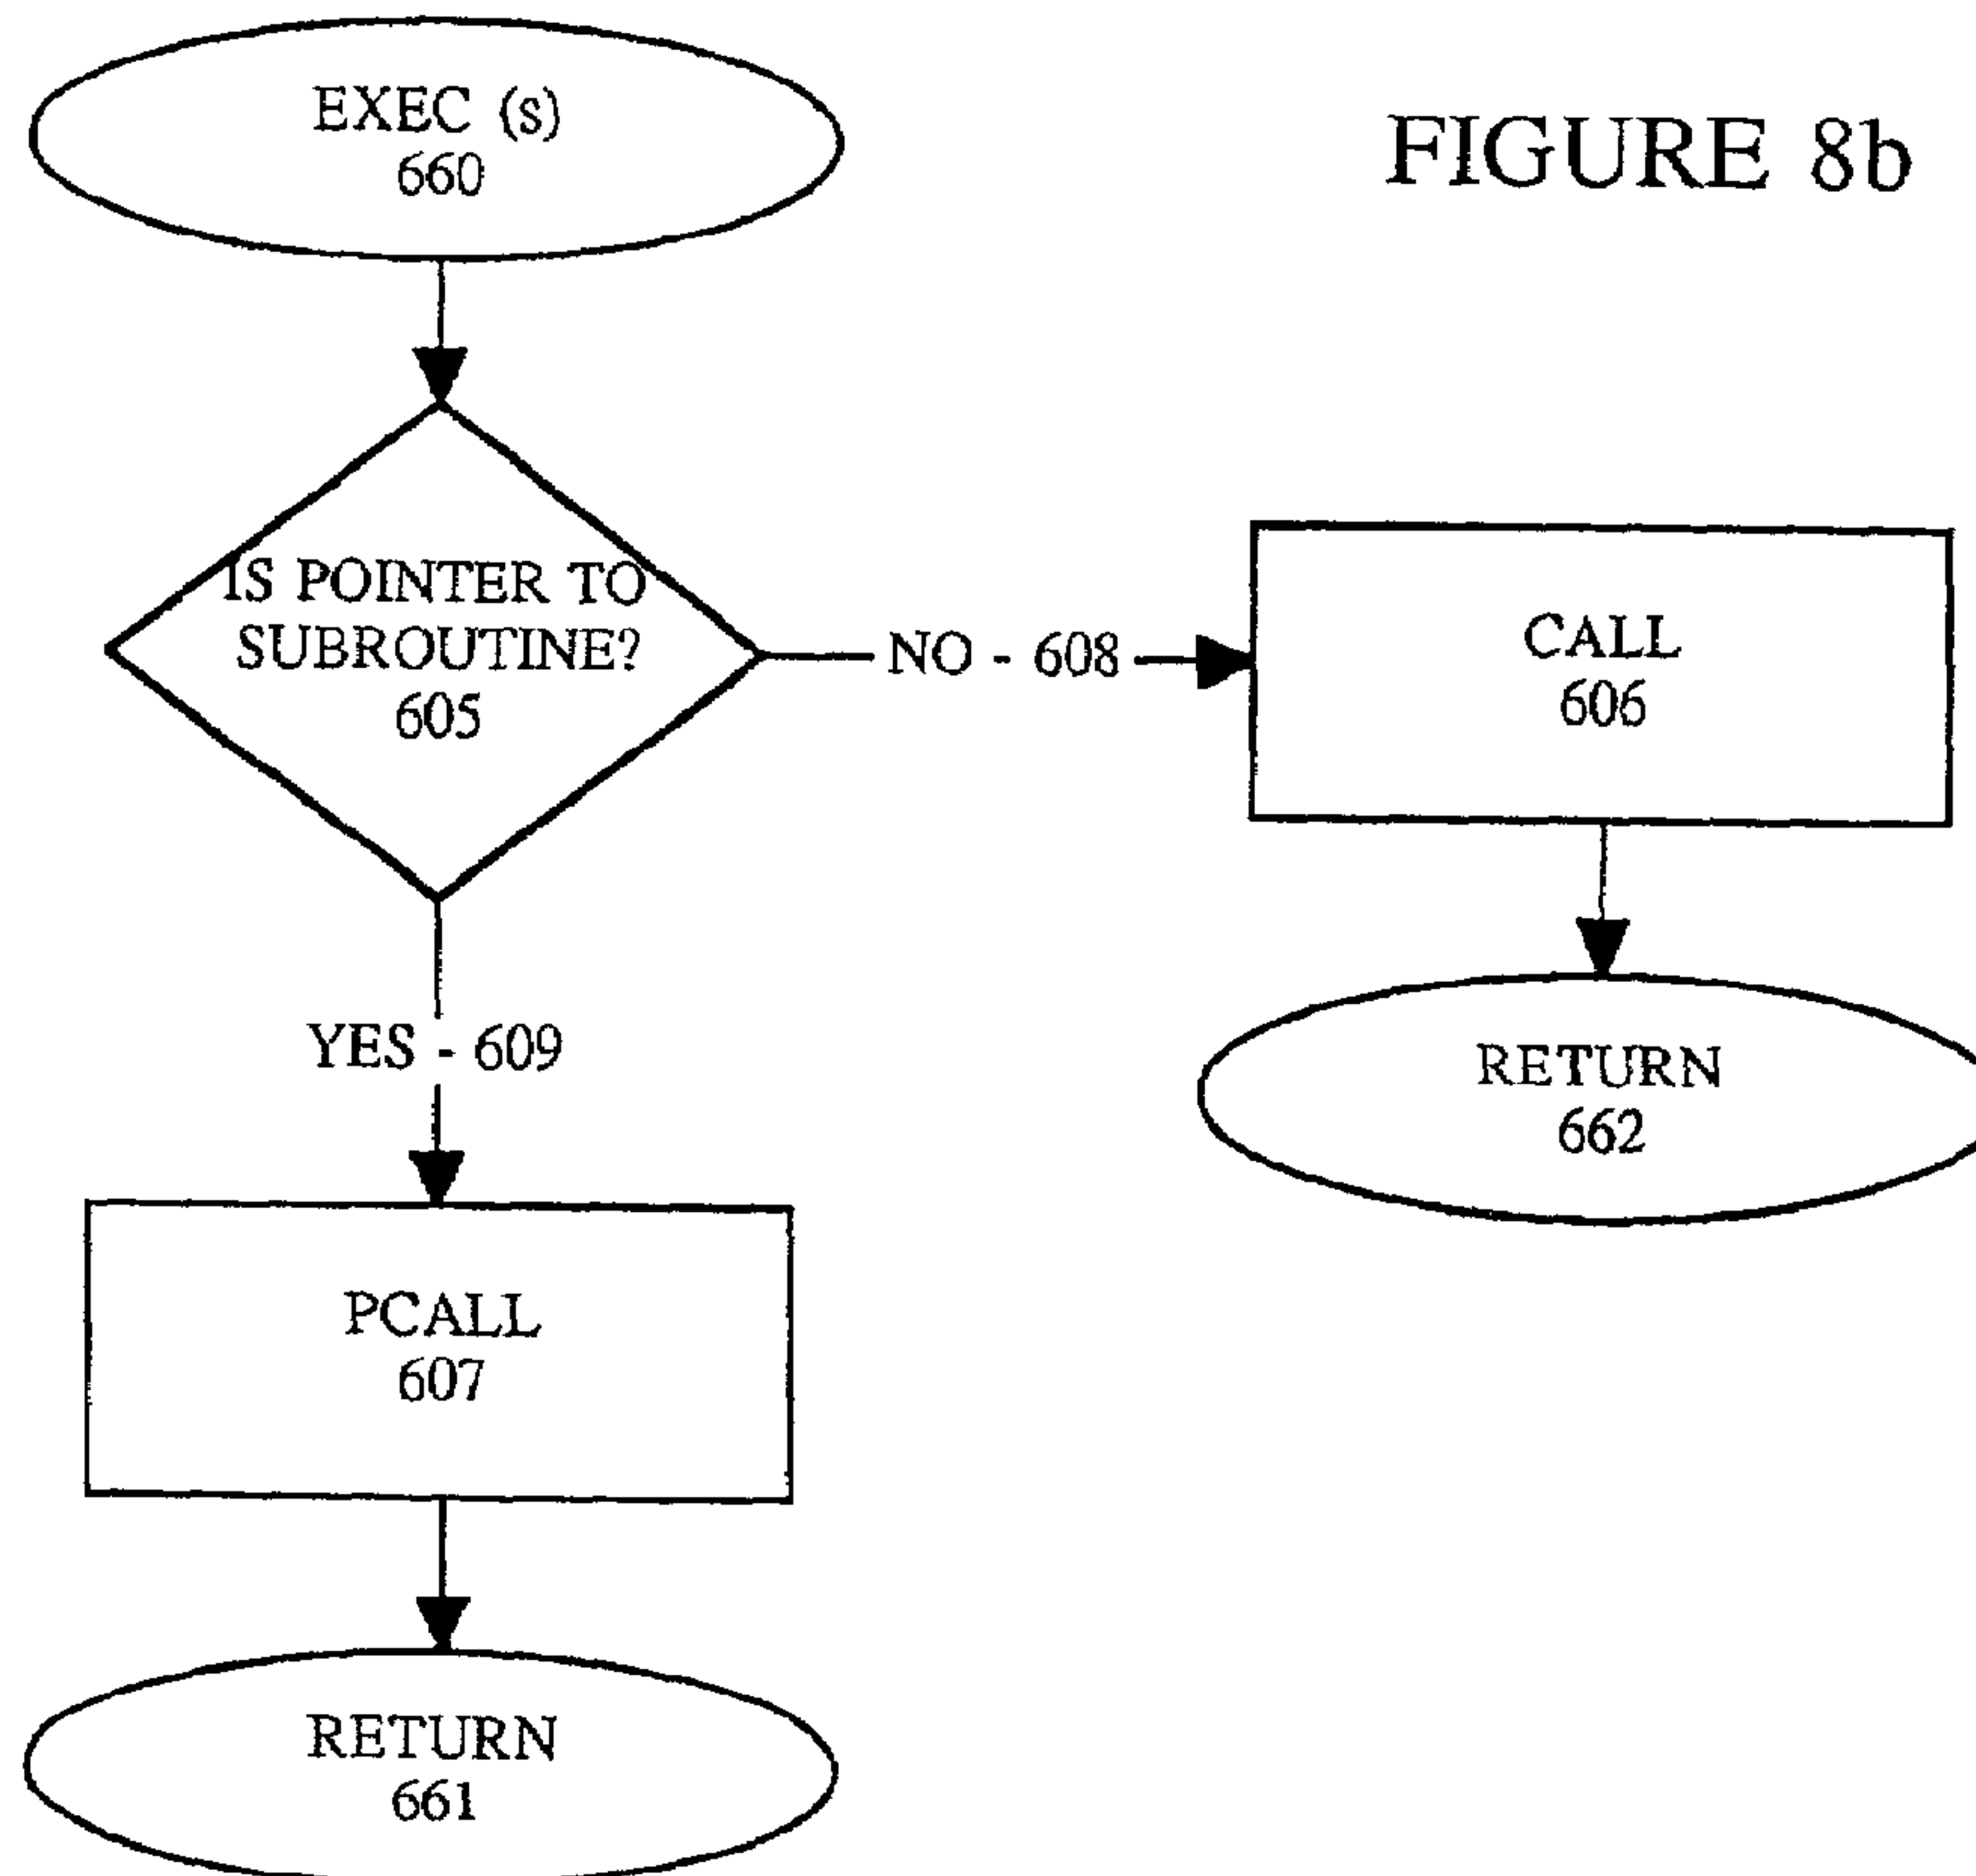 EXEC (s)
660
FIGURE 8b
IS POINTER TO
SUBROUTINE?
605
NO - 608
CALL
606
YES - 609
RETURN
662
PCALL
607
RETURN
661